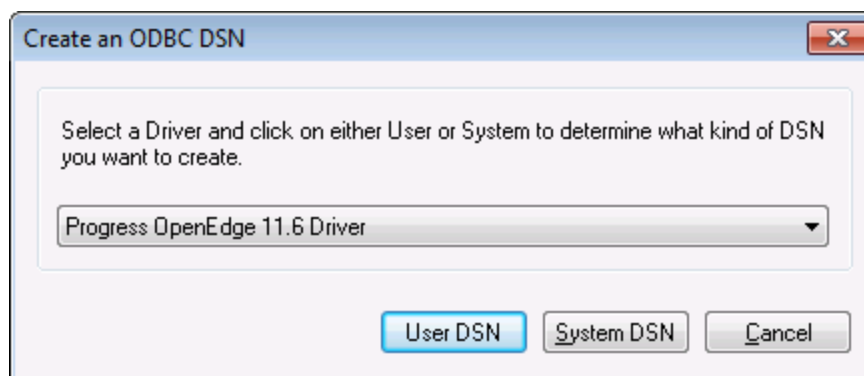 Create an ODBC DSN
Select a Driver and click on either User or System to determine what kind of DSN
you want to create.
Progress OpenEdge 11.6 Driver
User DSN System DSN Cancel